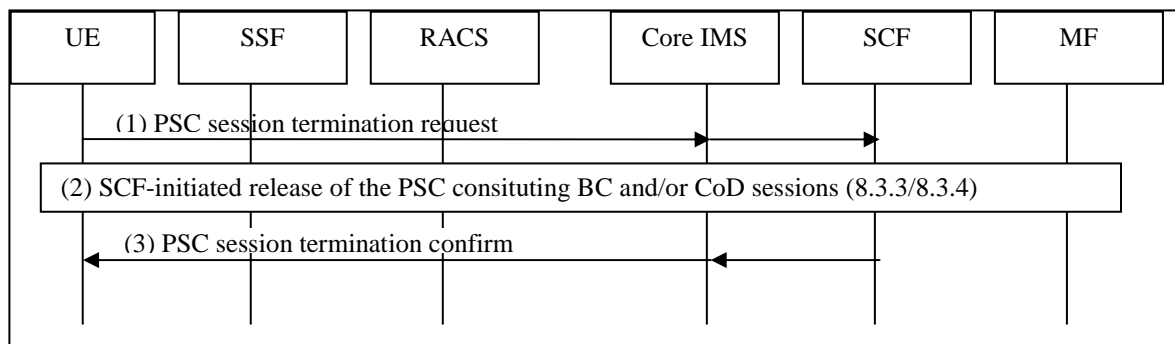 UE SSF RACS Core IMS SCF MF
(1) PSC session termination request
(2) SCF-initiated release of the PSC consituting BC and/or CoD sessions (8.3.3/8.3.4)
(3) PSC session termination confirm